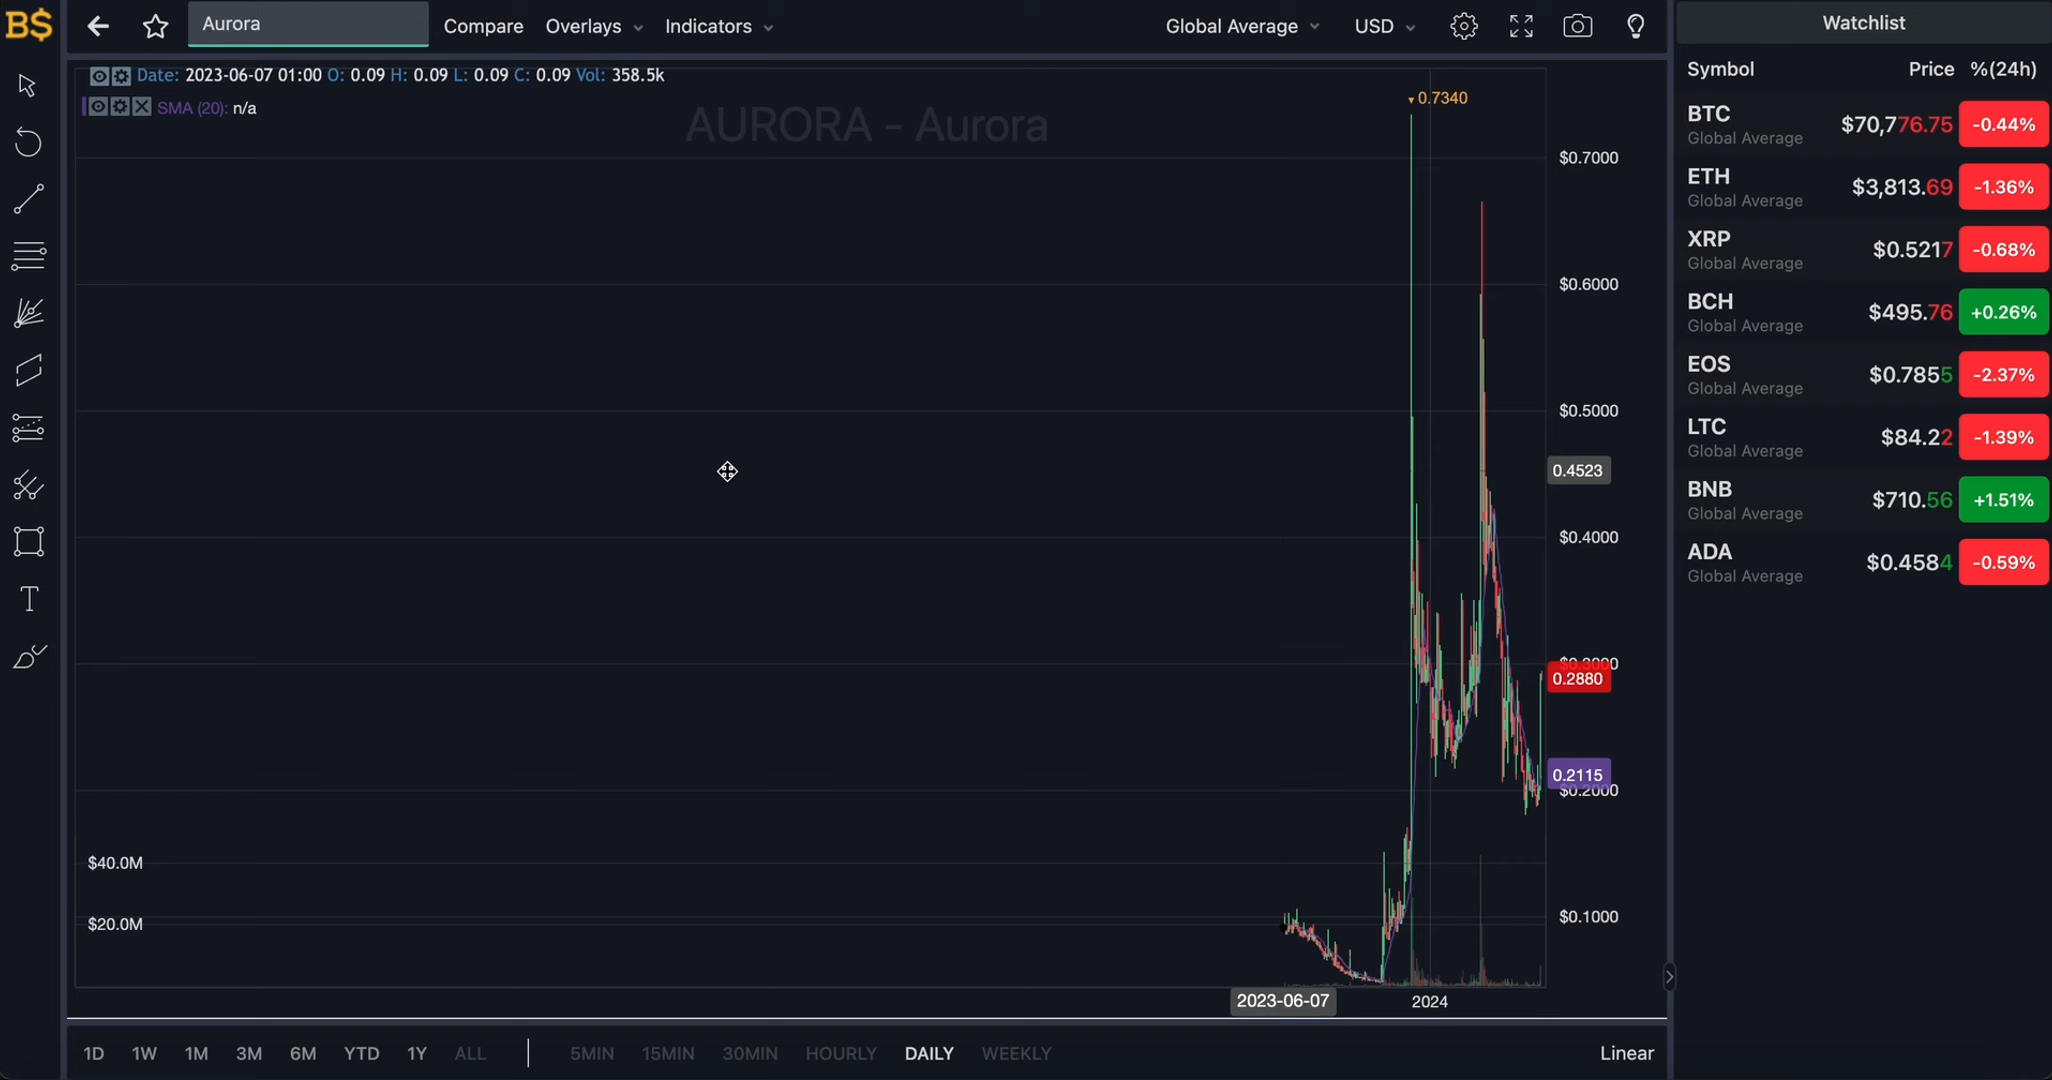 B$
Aurora
Compare
Overlays
Indicators
Global Average
USD
Watchlist
Date: 2023-06-07 01:00 O: 0.09 H: 0.09 L: 0.09 C: 0.09 Vol: 358.5k
SMA (20): n/a
AURORA - Aurora
0.7340
$0.7000
$0.6000
$0.5000
0.4523
$0.4000
$0.3000
0.2880
0.2115
$0.2000
$0.1000
$40.0M
$20.0M
2023-06-07
2024
1D 1W 1M 3M 6M YTD 1Y ALL
5MIN 15MIN 30MIN HOURLY DAILY WEEKLY
Linear
Symbol Price %(24h)
BTC $70,776.75 -0.44%
Global Average
ETH $3,813.69 -1.36%
Global Average
XRP $0.5217 -0.68%
Global Average
BCH $495.76 +0.26%
Global Average
EOS $0.7855 -2.37%
Global Average
LTC $84.22 -1.39%
Global Average
BNB $710.56 +1.51%
Global Average
ADA $0.4584 -0.59%
Global Average